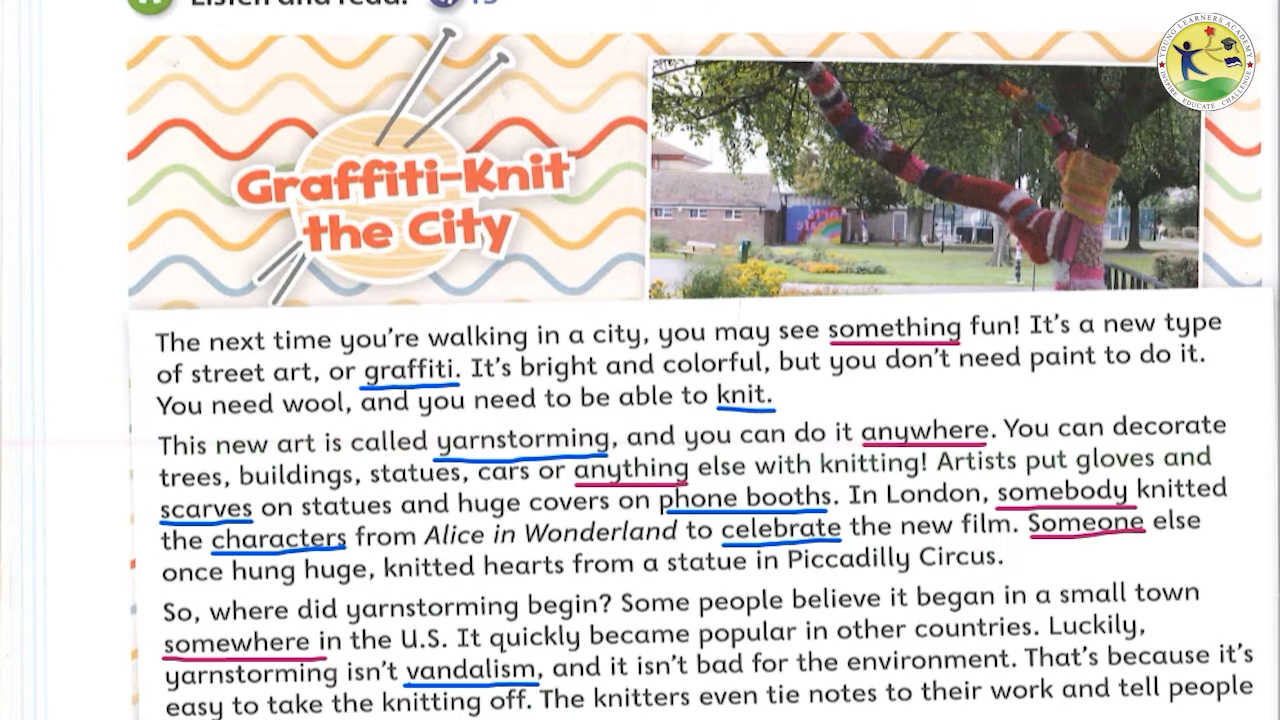 Listen and read.
15
YOUNG LEARNERS ACADEMY
INSPIRE · EDUCATE · CHALLENGE
Graffiti-Knit
the City
The next time you're walking in a city, you may see something fun! It's a new type
of street art, or graffiti. It's bright and colorful, but you don't need paint to do it.
You need wool, and you need to be able to knit.
This new art is called yarnstorming, and you can do it anywhere. You can decorate
trees, buildings, statues, cars or anything else with knitting! Artists put gloves and
scarves on statues and huge covers on phone booths. In London, somebody knitted
the characters from Alice in Wonderland to celebrate the new film. Someone else
once hung huge, knitted hearts from a statue in Piccadilly Circus.
So, where did yarnstorming begin? Some people believe it began in a small town
somewhere in the U.S. It quickly became popular in other countries. Luckily,
yarnstorming isn't vandalism, and it isn't bad for the environment. That's because it's
easy to take the knitting off. The knitters even tie notes to their work and tell people